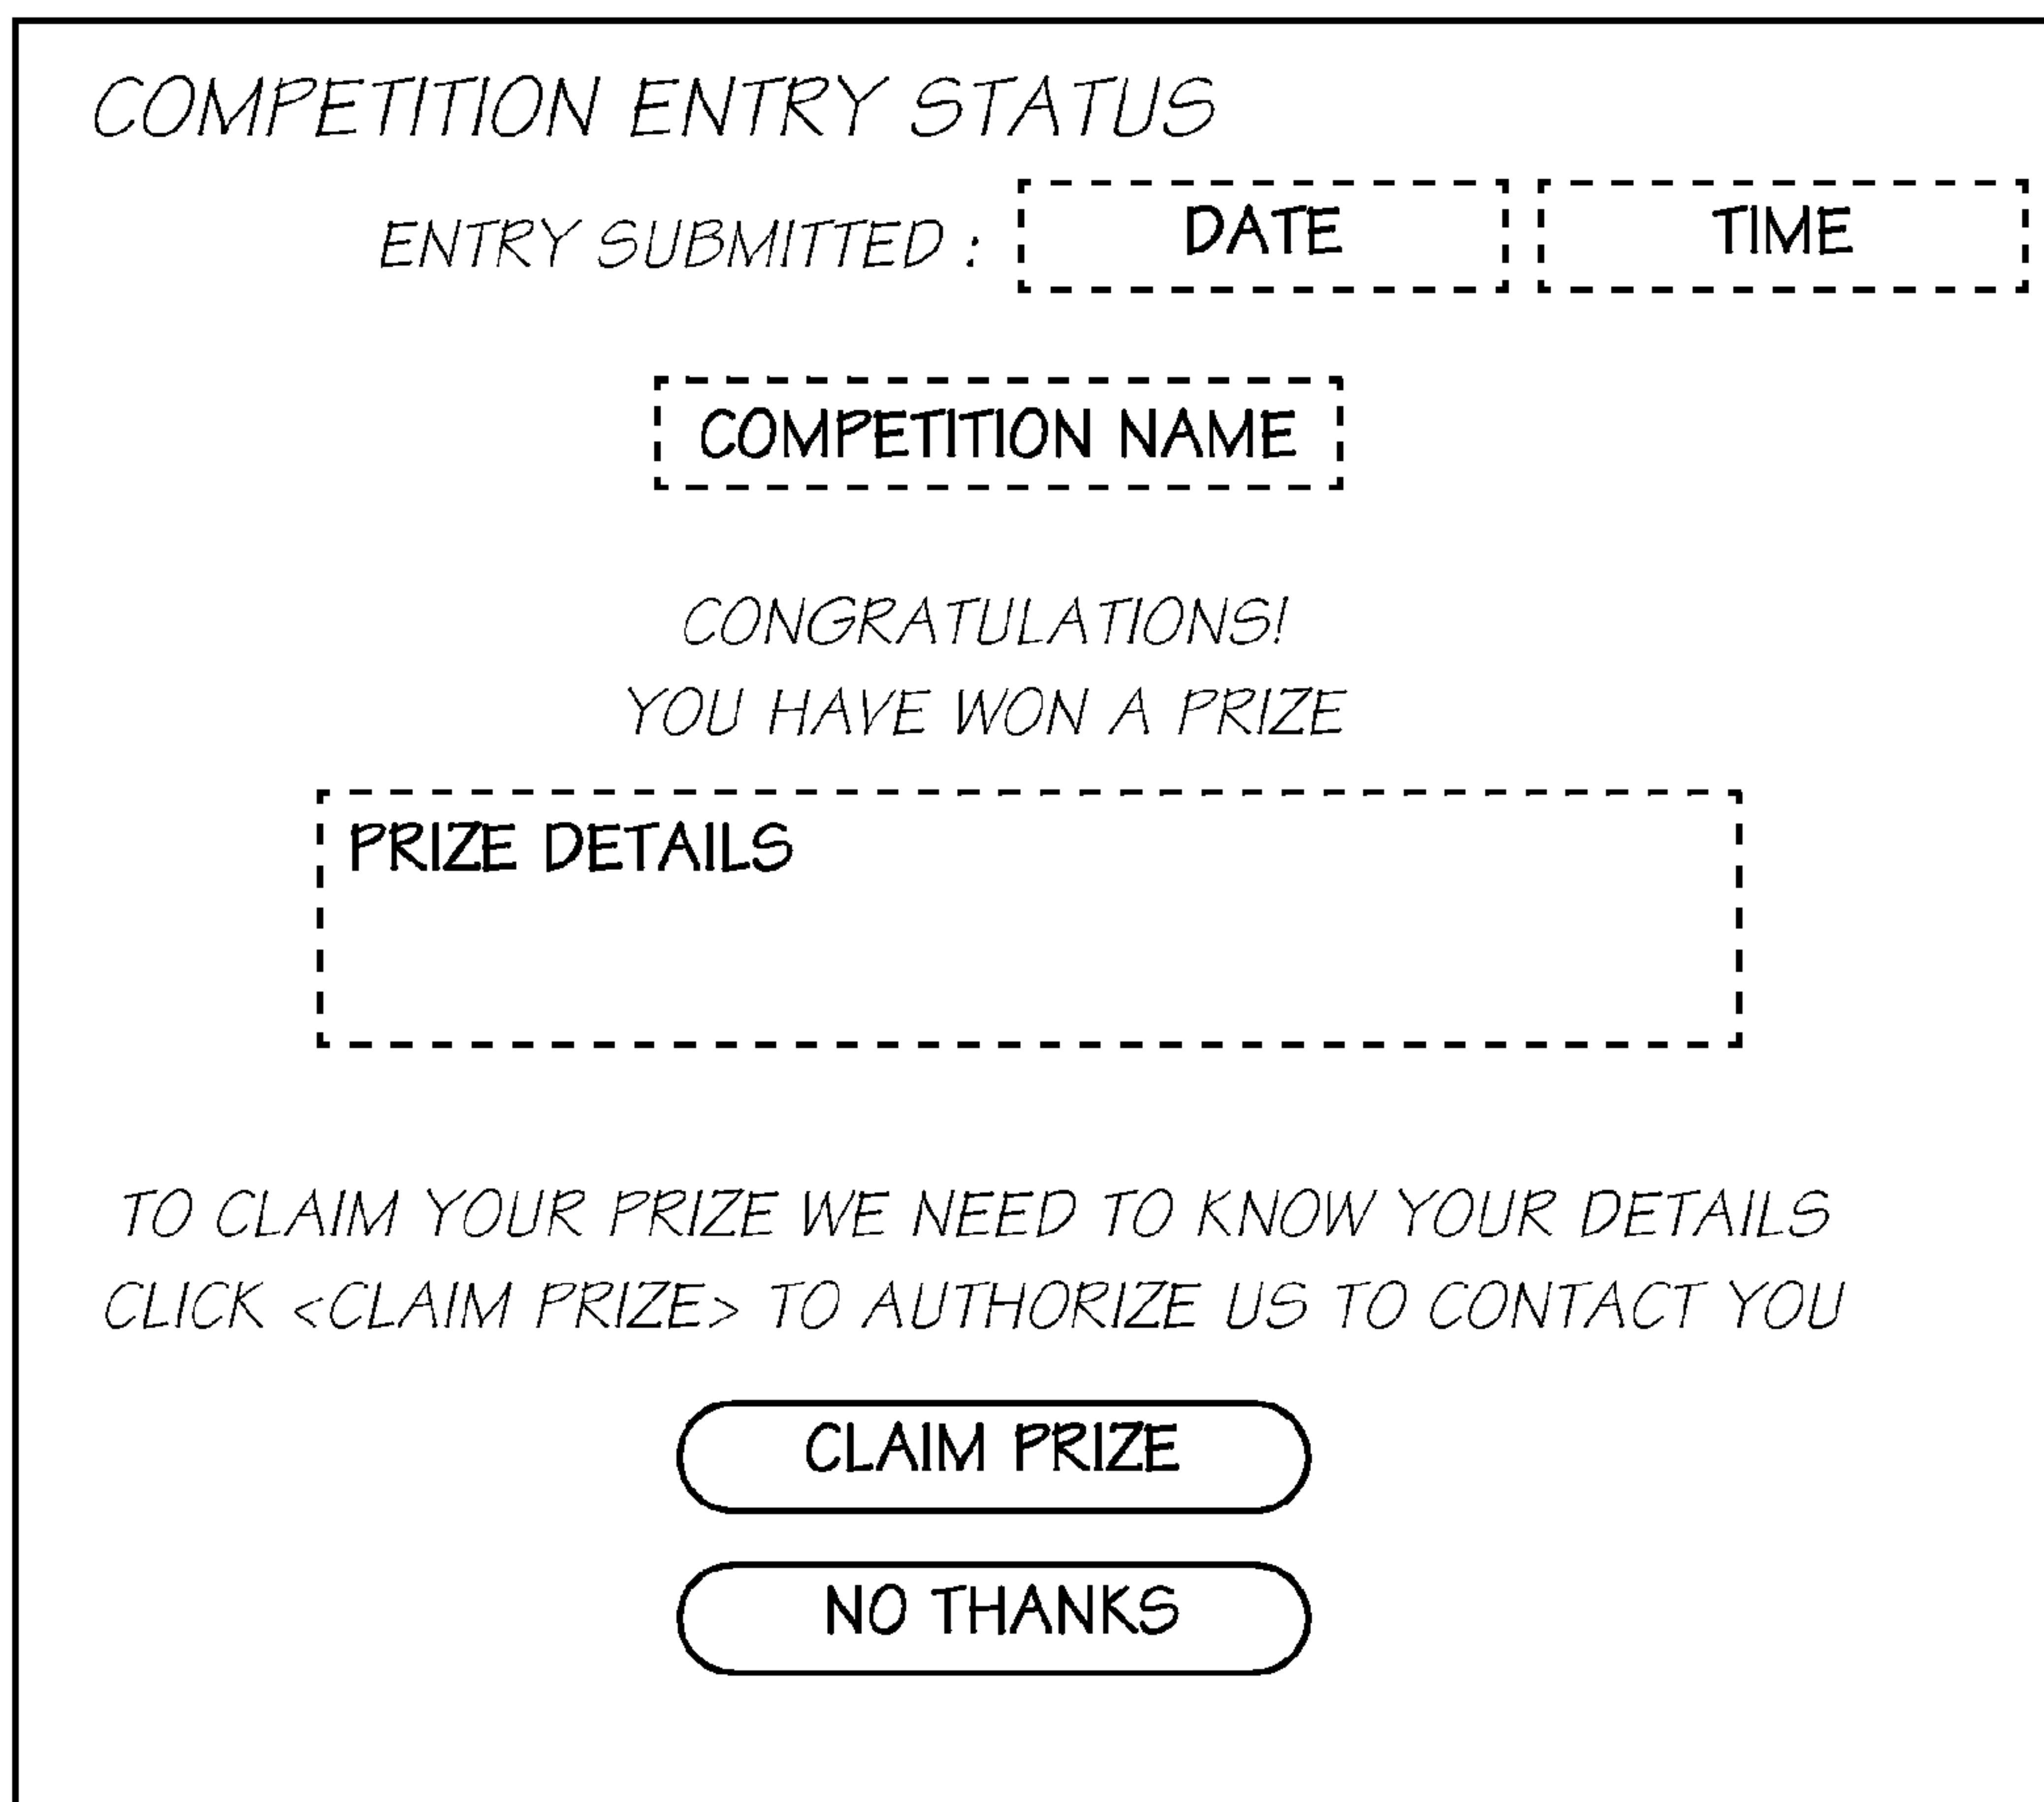 COMPETITION ENTRY STATUS
ENTRY SUBMITTED : DATE TIME
COMPETITION NAME
CONGRATULATIONS!
YOU HAVE WON A PRIZE
PRIZE DETAILS
TO CLAIM YOUR PRIZE WE NEED TO KNOW YOUR DETAILS
CLICK <CLAIM PRIZE> TO AUTHORIZE US TO CONTACT YOU
CLAIM PRIZE
NO THANKS